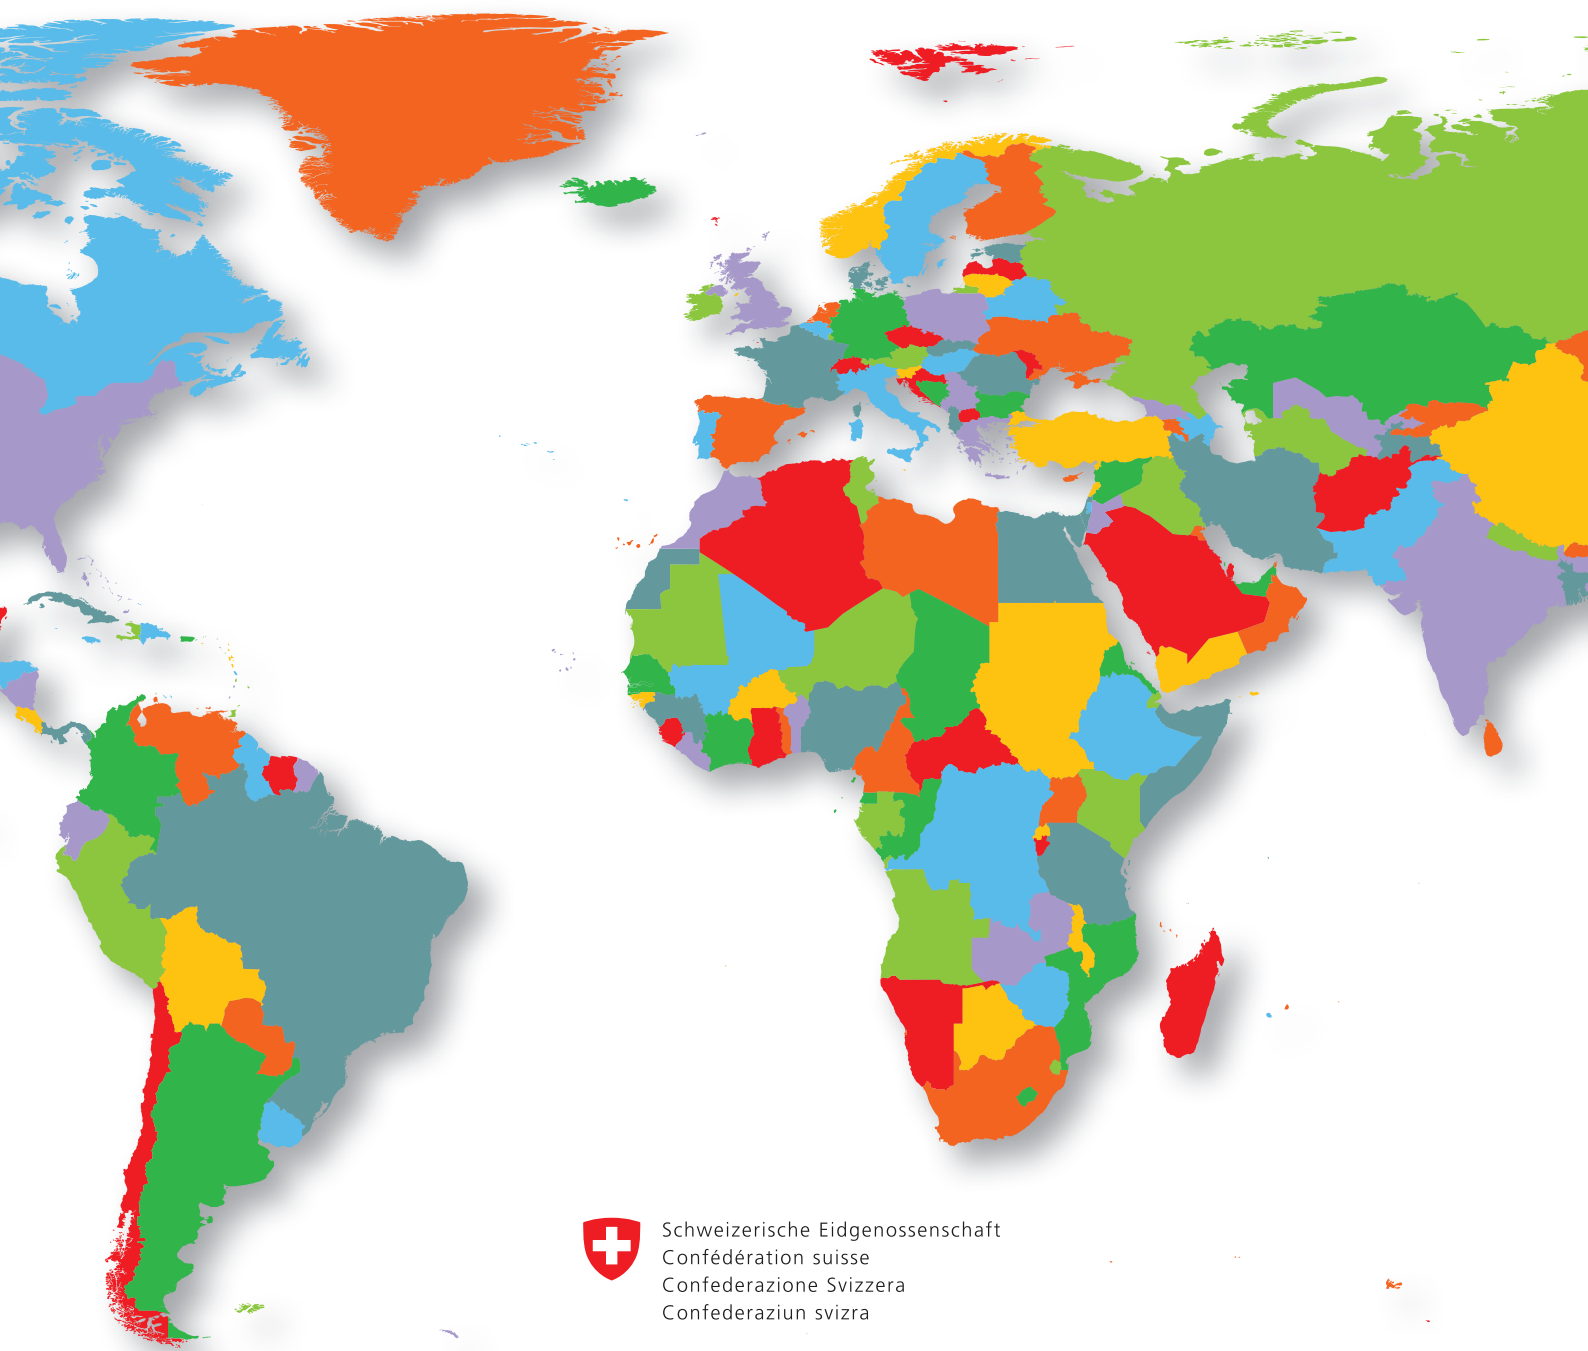 Schweizerische Eidgenossenschaft
Confédération suisse
Confederazione Svizzera
Confederaziun svizra